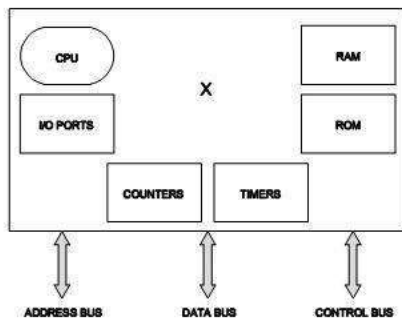 CPU
RAM
X
I/O PORTS
ROM
COUNTERS
TIMERS
ADDRESS BUS
DATA BUS
CONTROL BUS